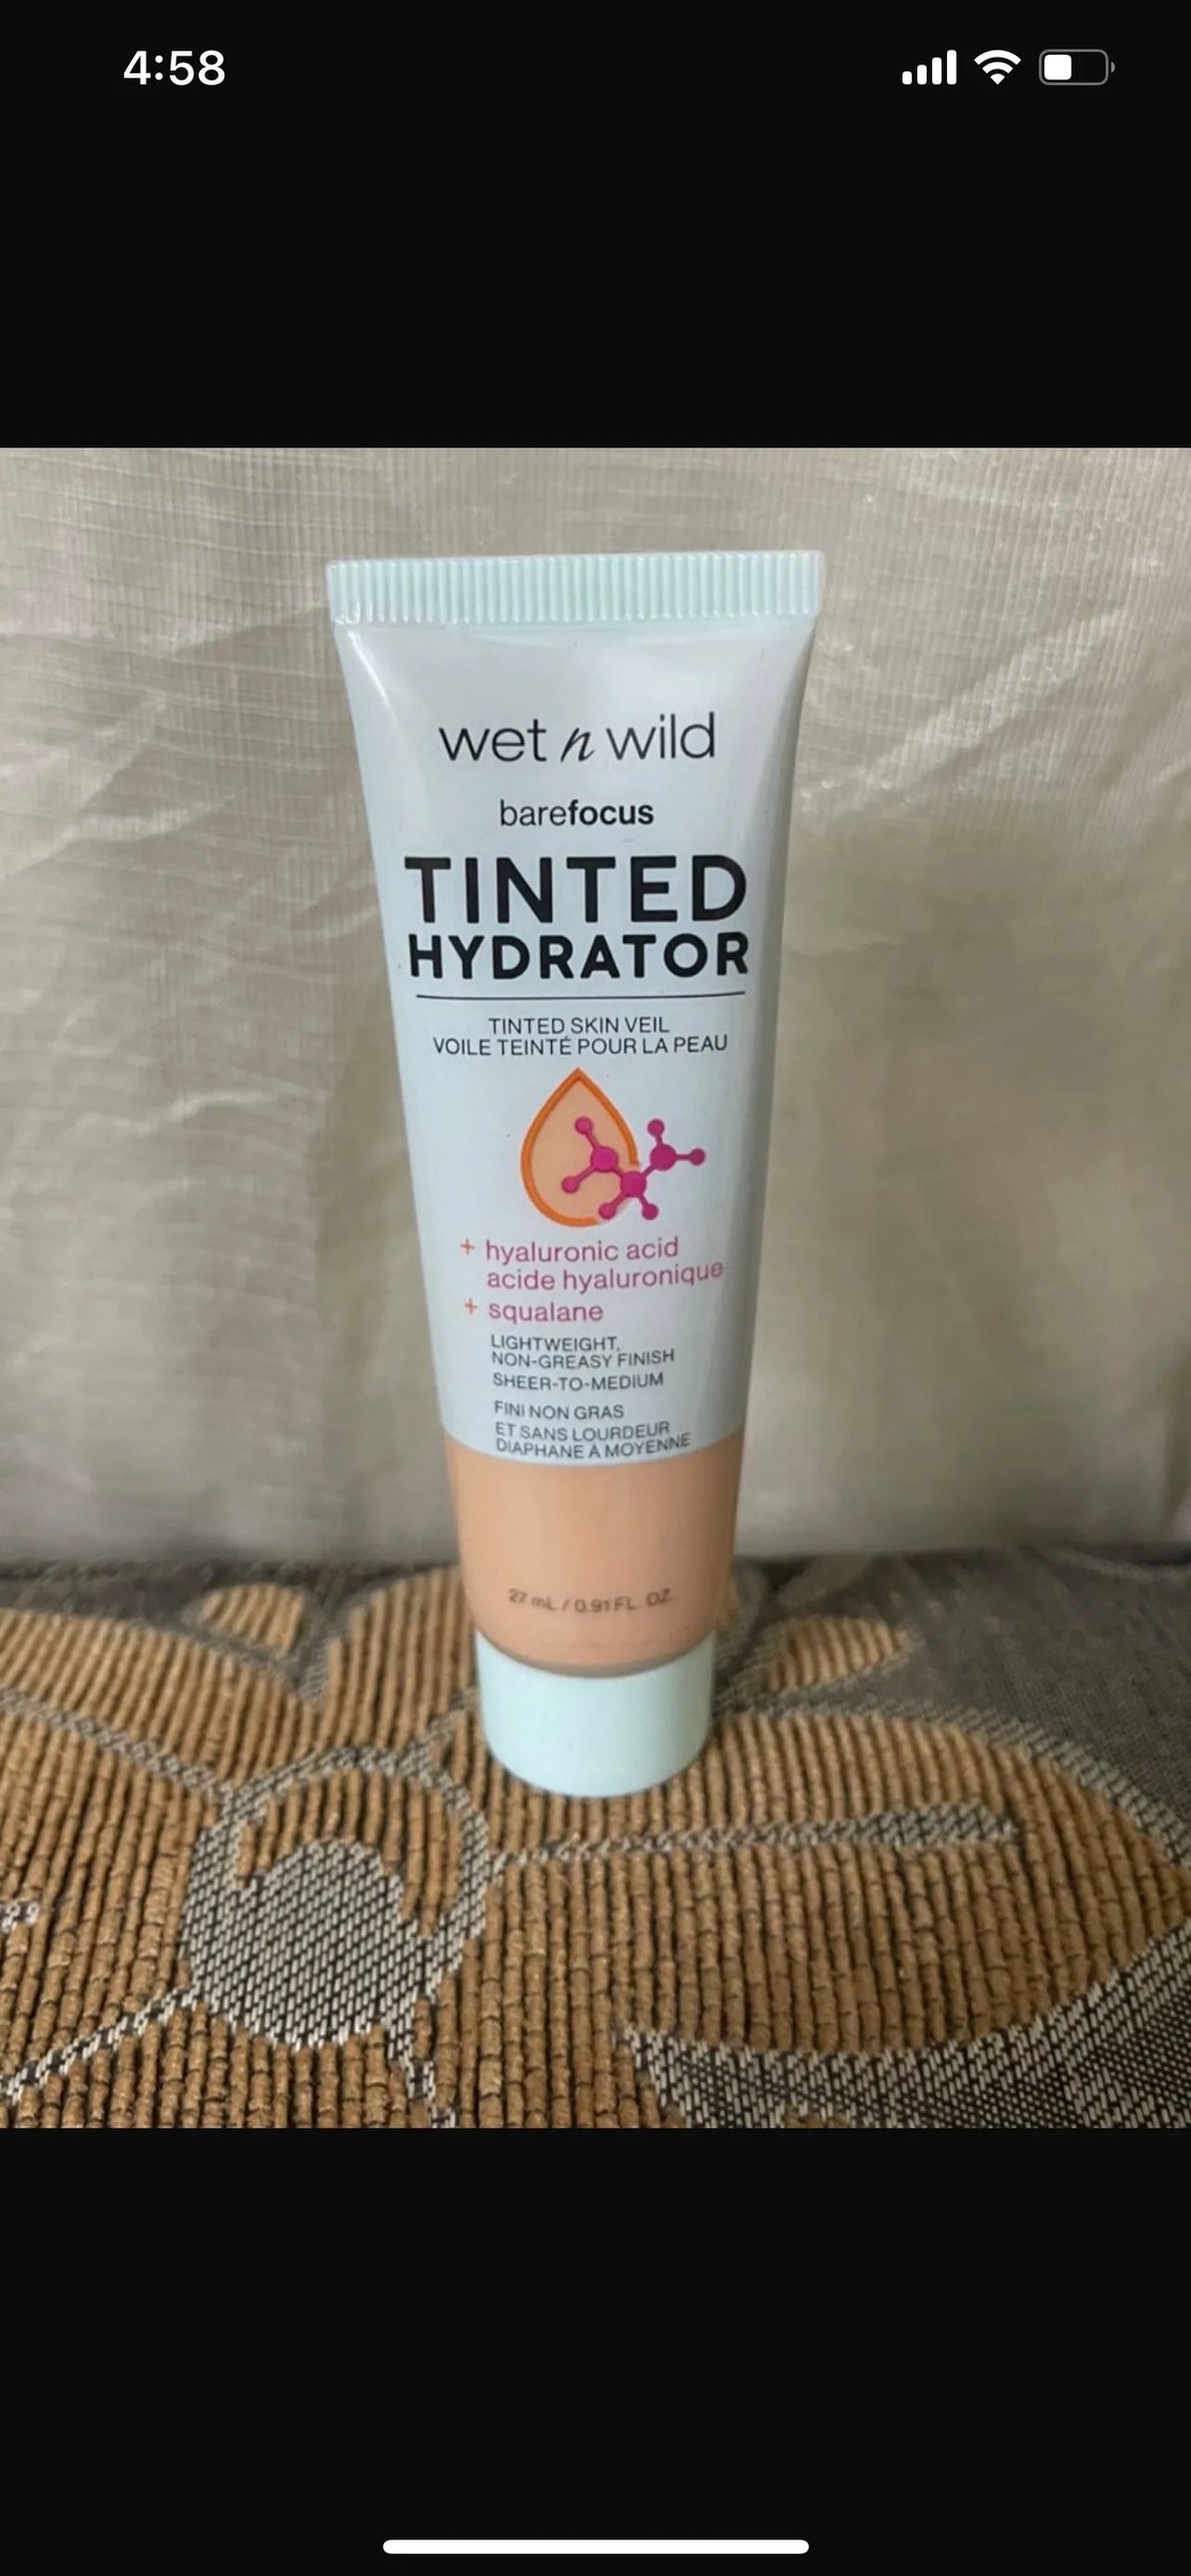 4:58
wet n wild
barefocus
TINTED
HYDRATOR
TINTED SKIN VEIL
VOILE TEINTÉ POUR LA PEAU
+ hyaluronic acid
acide hyaluronique
+ squalane
LIGHTWEIGHT,
NON-GREASY FINISH
SHEER-TO-MEDIUM
FINI NON GRAS
ET SANS LOURDEUR
DIAPHANE À MOYENNE
27 mL / 0.91 FL. OZ.